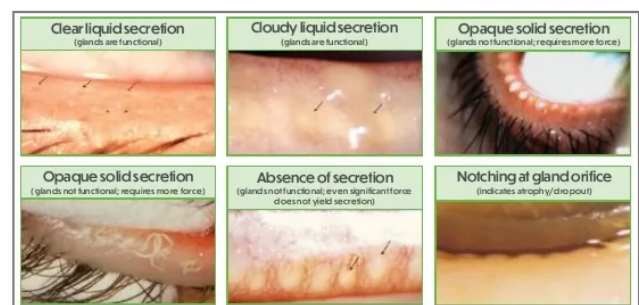 Clear liquid secretion
(glands are functional)
Cloudy liquid secretion
(glands are functional)
Opaque solid secretion
(glands not functional; requires more force)
Opaque solid secretion
(glands not functional; requires more force)
Absence of secretion
(glands not functional; even significant force
does not yield secretion)
Notching at gland orifice
(indicates atrophy/dropout)